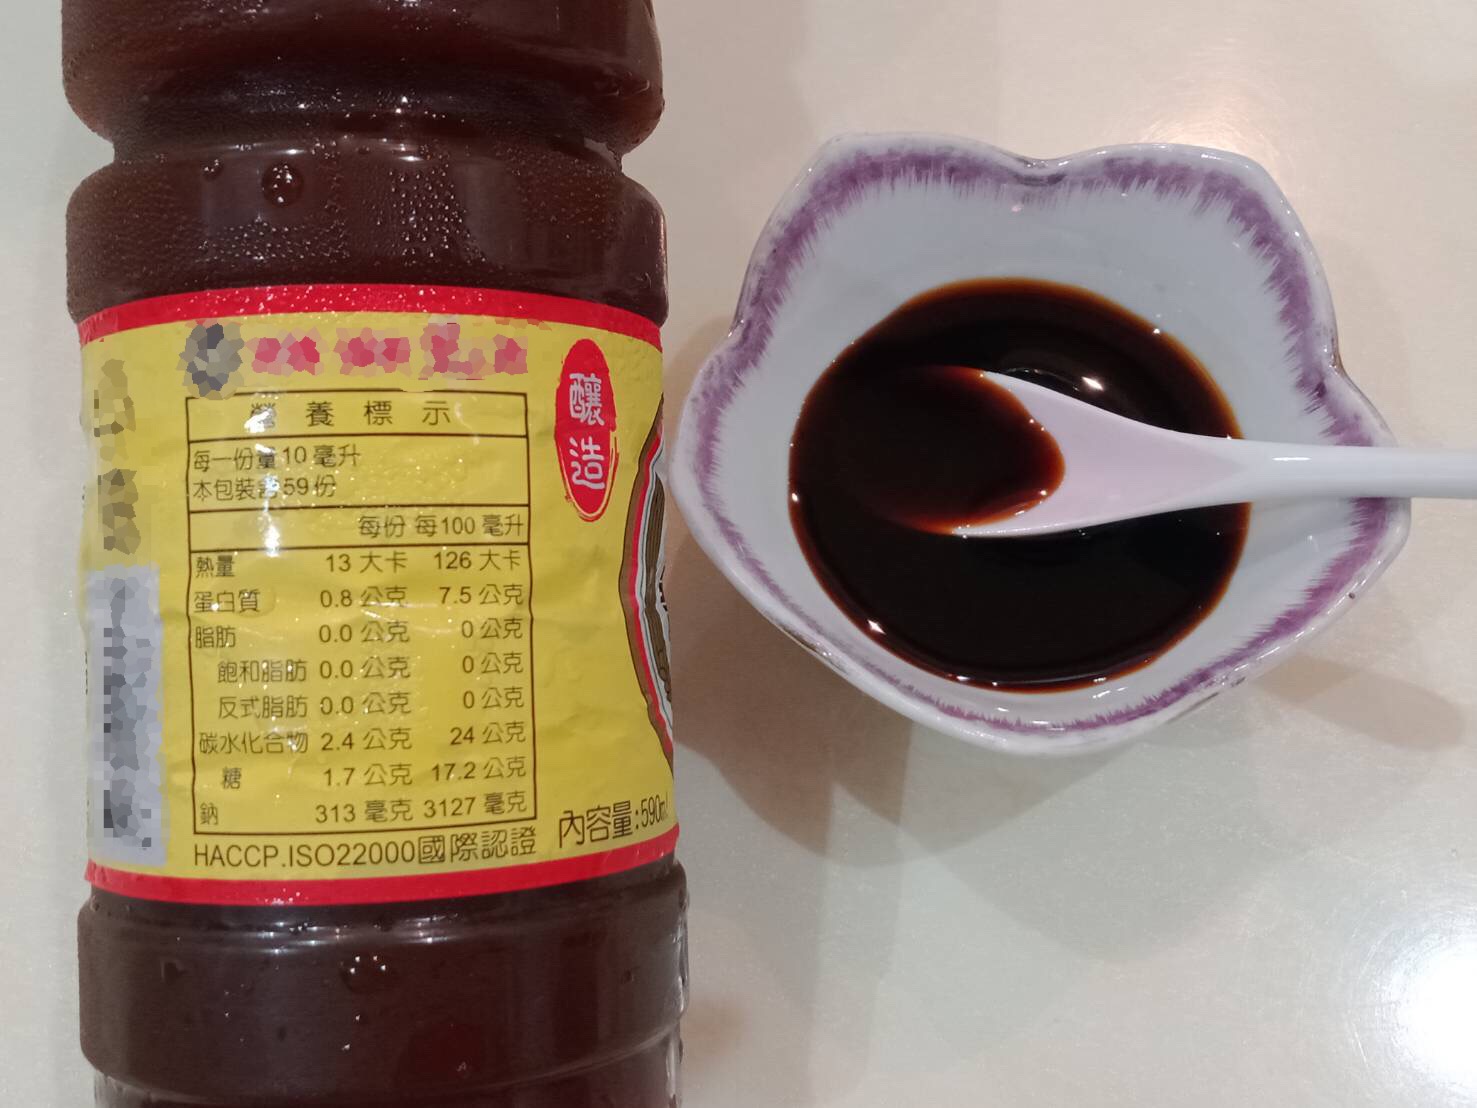 營養標示
每一份量10毫升
本包裝含59份
每份 每100毫升
熱量 13大卡 126大卡
蛋白質 0.8公克 7.5公克
脂肪 0.0公克 0公克
飽和脂肪 0.0公克 0公克
反式脂肪 0.0公克 0公克
碳水化合物 2.4公克 24公克
糖 1.7公克 17.2公克
鈉 313毫克 3127毫克
HACCP.ISO22000國際認證
釀造
內容量:590ml